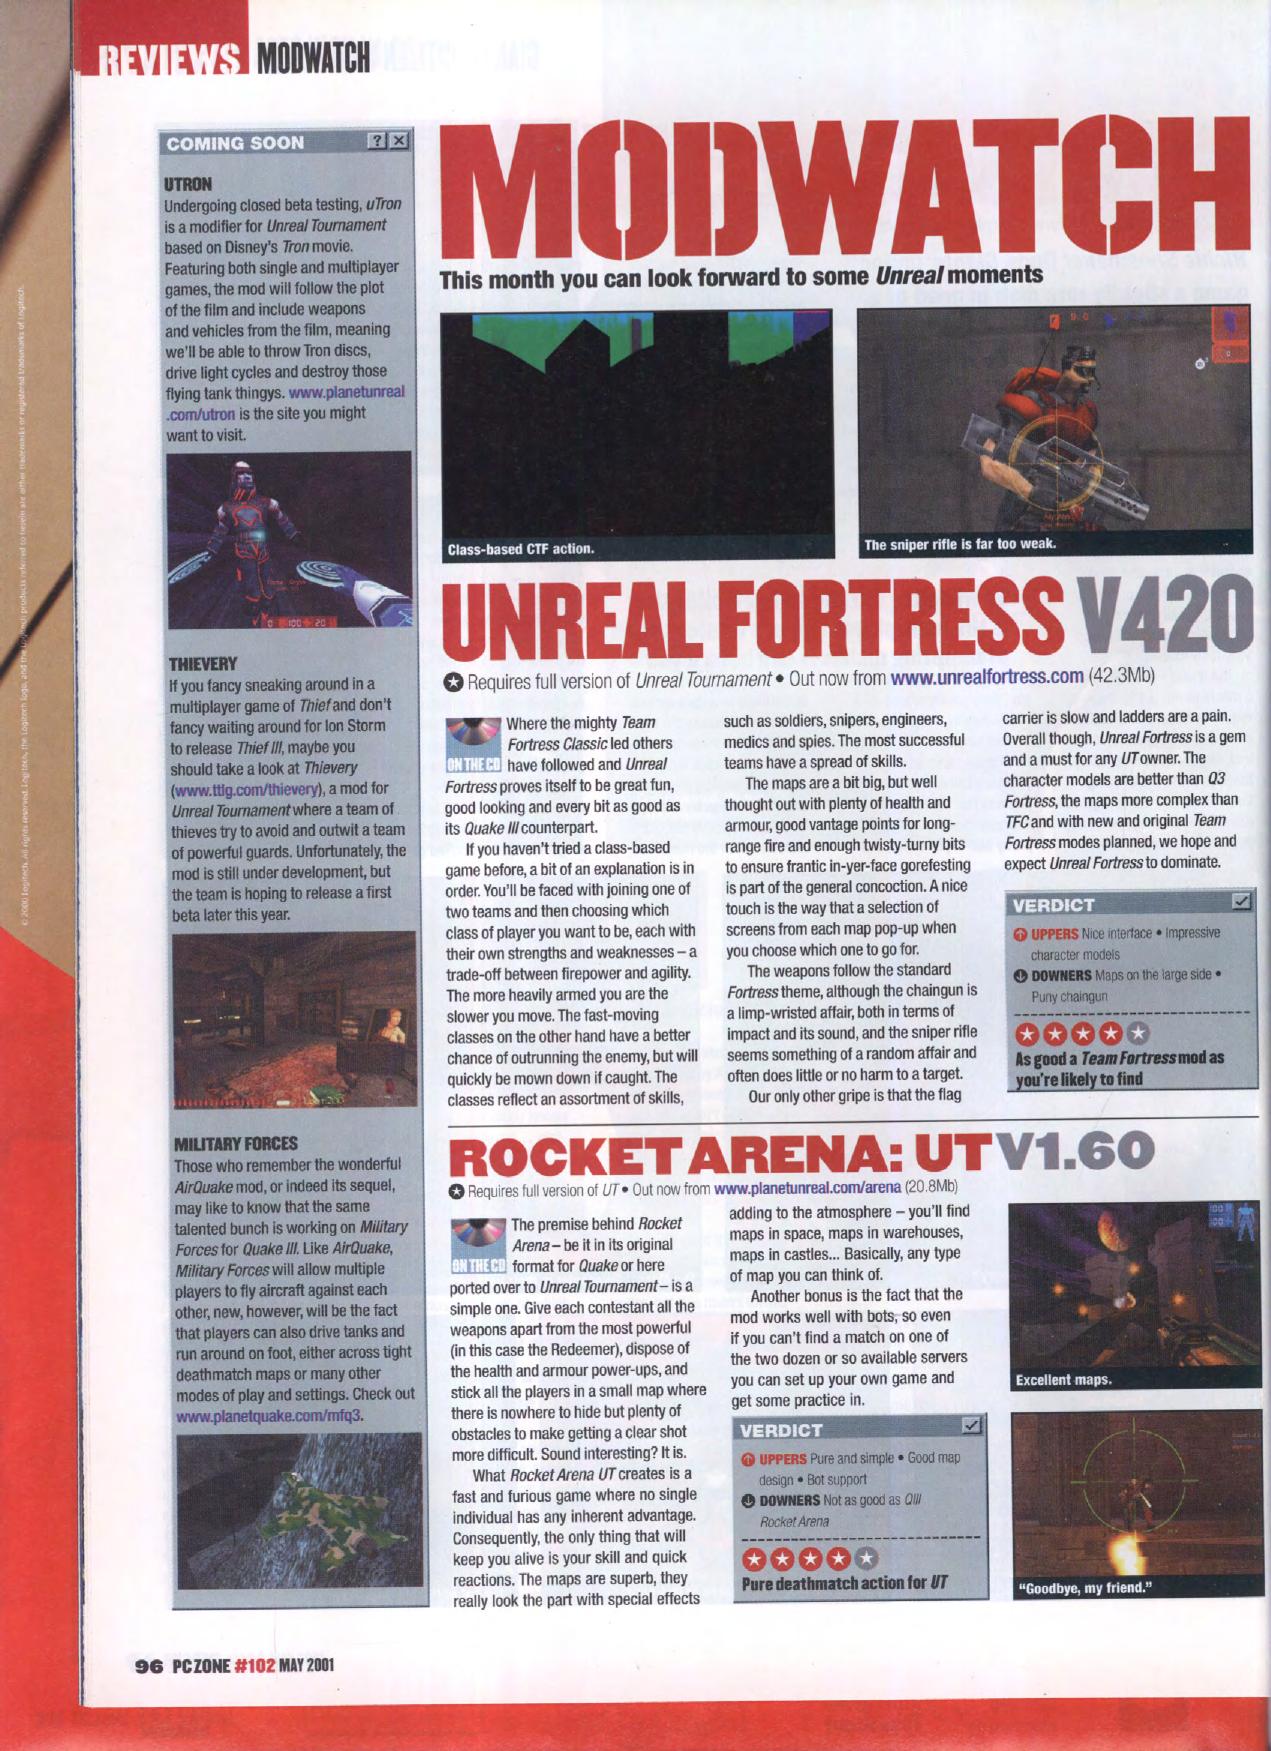 REVIEWS MODWATCH
COMING SOON
? ×
UTRON
Undergoing closed beta testing, uTron
is a modifier for Unreal Tournament
based on Disney's Tron movie.
Featuring both single and multiplayer
games, the mod will follow the plot
of the film and include weapons
and vehicles from the film, meaning
we'll be able to throw Tron discs,
drive light cycles and destroy those
flying tank thingys. www.planetunreal
.com/utron is the site you might
want to visit.
THIEVERY
If you fancy sneaking around in a
multiplayer game of Thief and don't
fancy waiting around for Ion Storm
to release Thief III, maybe you
should take a look at Thievery
(www.ttlg.com/thievery), a mod for
Unreal Tournament where a team of
thieves try to avoid and outwit a team
of powerful guards. Unfortunately, the
mod is still under development, but
the team is hoping to release a first
beta later this year.
MILITARY FORCES
Those who remember the wonderful
AirQuake mod, or indeed its sequel,
may like to know that the same
talented bunch is working on Military
Forces for Quake III. Like AirQuake,
Military Forces will allow multiple
players to fly aircraft against each
other, new, however, will be the fact
that players can also drive tanks and
run around on foot, either across tight
deathmatch maps or many other
modes of play and settings. Check out
www.planetquake.com/mfq3.
MODWATCH
This month you can look forward to some Unreal moments
Class-based CTF action.
The sniper rifle is far too weak.
UNREAL FORTRESS V420
Requires full version of Unreal Tournament • Out now from www.unrealfortress.com (42.3Mb)
ON THE CD
Where the mighty Team
Fortress Classic led others
have followed and Unreal
Fortress proves itself to be great fun,
good looking and every bit as good as
its Quake III counterpart.
If you haven't tried a class-based
game before, a bit of an explanation is in
order. You'll be faced with joining one of
two teams and then choosing which
class of player you want to be, each with
their own strengths and weaknesses – a
trade-off between firepower and agility.
The more heavily armed you are the
slower you move. The fast-moving
classes on the other hand have a better
chance of outrunning the enemy, but will
quickly be mown down if caught. The
classes reflect an assortment of skills,
such as soldiers, snipers, engineers,
medics and spies. The most successful
teams have a spread of skills.
The maps are a bit big, but well
thought out with plenty of health and
armour, good vantage points for long-
range fire and enough twisty-turny bits
to ensure frantic in-yer-face gorefesting
is part of the general concoction. A nice
touch is the way that a selection of
screens from each map pop-up when
you choose which one to go for.
The weapons follow the standard
Fortress theme, although the chaingun is
a limp-wristed affair, both in terms of
impact and its sound, and the sniper rifle
seems something of a random affair and
often does little or no harm to a target.
Our only other gripe is that the flag
carrier is slow and ladders are a pain.
Overall though, Unreal Fortress is a gem
and a must for any UT owner. The
character models are better than Q3
Fortress, the maps more complex than
TFC and with new and original Team
Fortress modes planned, we hope and
expect Unreal Fortress to dominate.
VERDICT
UPPERS Nice interface • Impressive
character models
DOWNERS Maps on the large side •
Puny chaingun
As good a Team Fortress mod as
you're likely to find
ROCKET ARENA: UT V1.60
Requires full version of UT • Out now from www.planetunreal.com/arena (20.8Mb)
ON THE CD
The premise behind Rocket
Arena – be it in its original
format for Quake or here
ported over to Unreal Tournament – is a
simple one. Give each contestant all the
weapons apart from the most powerful
(in this case the Redeemer), dispose of
the health and armour power-ups, and
stick all the players in a small map where
there is nowhere to hide but plenty of
obstacles to make getting a clear shot
more difficult. Sound interesting? It is.
What Rocket Arena UT creates is a
fast and furious game where no single
individual has any inherent advantage.
Consequently, the only thing that will
keep you alive is your skill and quick
reactions. The maps are superb, they
really look the part with special effects
adding to the atmosphere – you'll find
maps in space, maps in warehouses,
maps in castles... Basically, any type
of map you can think of.
Another bonus is the fact that the
mod works well with bots, so even
if you can't find a match on one of
the two dozen or so available servers
you can set up your own game and
get some practice in.
VERDICT
UPPERS Pure and simple • Good map
design • Bot support
DOWNERS Not as good as QIII
Rocket Arena
Pure deathmatch action for UT
Excellent maps.
"Goodbye, my friend."
96 PCZONE #102 MAY 2001
© 2000 Logitech. All rights reserved. Logitech, the Logitech logo, and the Logitech products referred to herein are either trademarks or registered trademarks of Logitech.